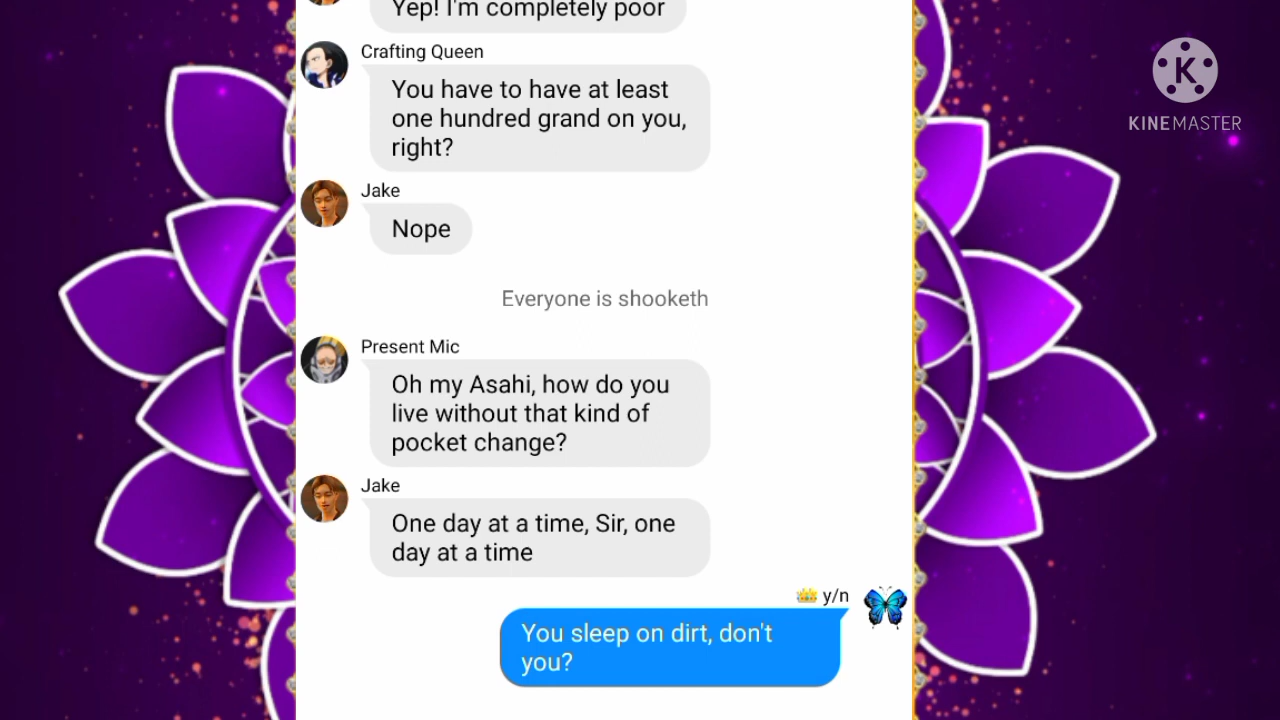 Yep! I'm completely poor
Crafting Queen
You have to have at least
one hundred grand on you,
right?
Jake
Nope
Everyone is shooketh
Present Mic
Oh my Asahi, how do you
live without that kind of
pocket change?
Jake
One day at a time, Sir, one
day at a time
👑 y/n
You sleep on dirt, don't
you?
K
KINEMASTER